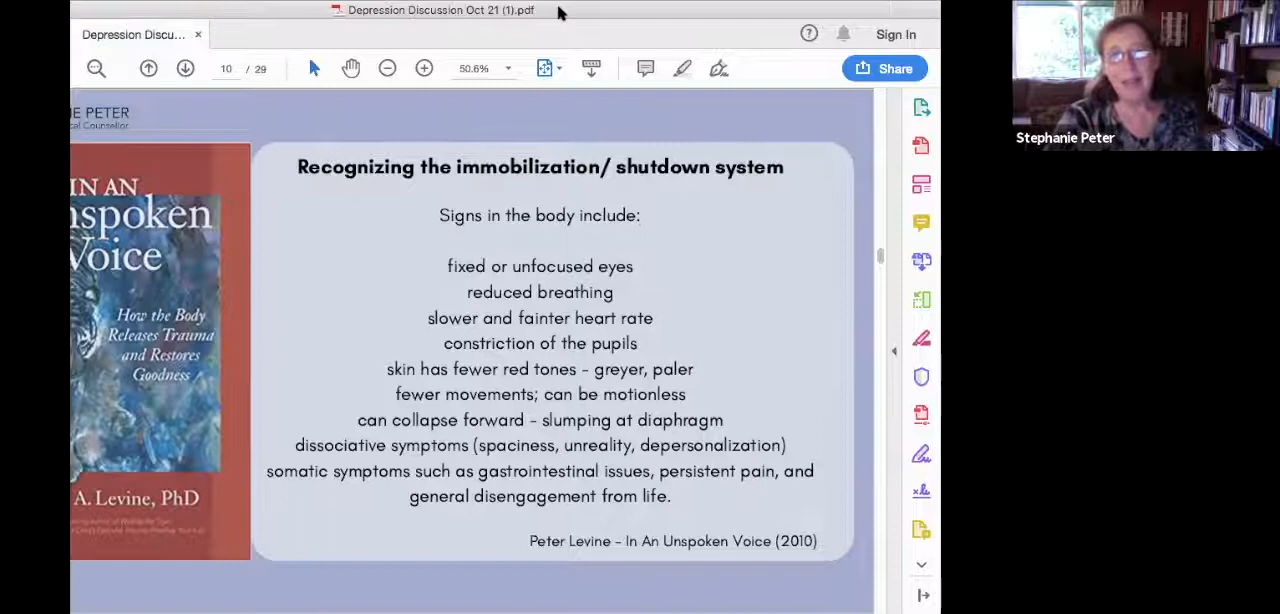 Depression Discussion Oct 21 (1).pdf
Depression Discu... ×
? Sign In
10 / 29
50.6%
Share
Stephanie Peter
IE PETER
cal Counsellor
IN AN
nspoken
Voice
How the Body
Releases Trauma
and Restores
Goodness
A. Levine, PhD
Recognizing the immobilization/ shutdown system
Signs in the body include:
fixed or unfocused eyes
reduced breathing
slower and fainter heart rate
constriction of the pupils
skin has fewer red tones - greyer, paler
fewer movements; can be motionless
can collapse forward - slumping at diaphragm
dissociative symptoms (spaciness, unreality, depersonalization)
somatic symptoms such as gastrointestinal issues, persistent pain, and
general disengagement from life.
Peter Levine - In An Unspoken Voice (2010)